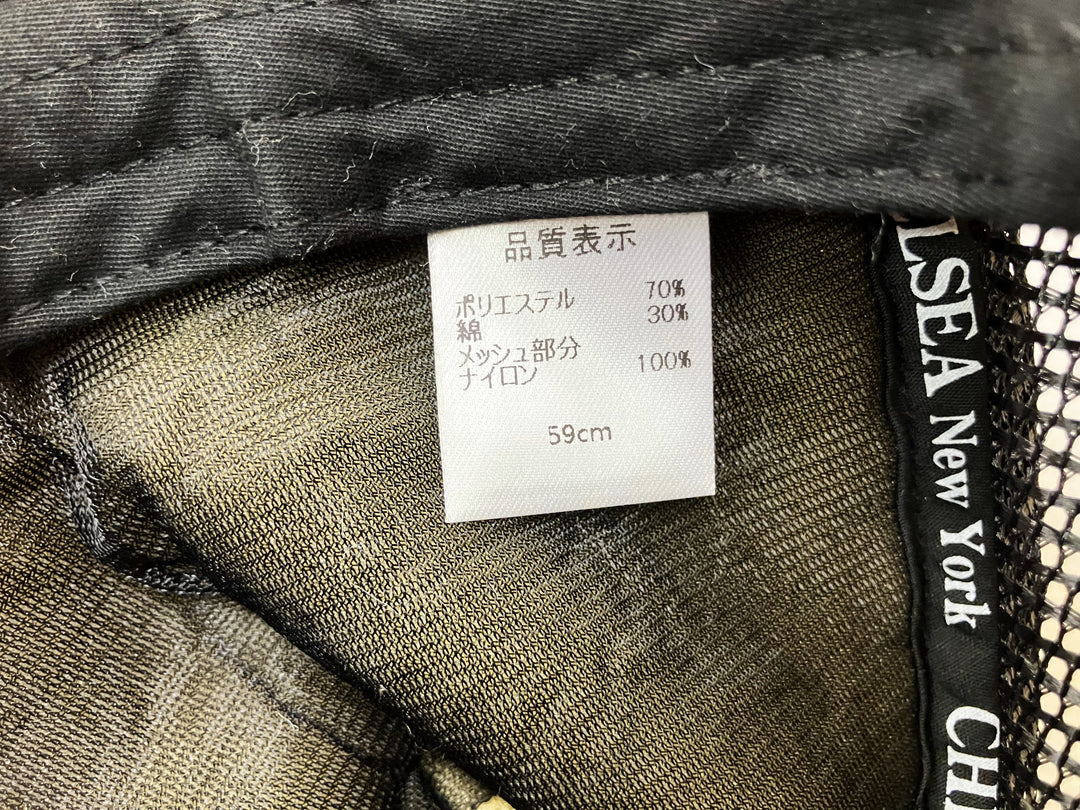 品質表示
ポリエステル 70%
綿 30%
メッシュ部分
ナイロン 100%
59cm
LSEA New York
CH